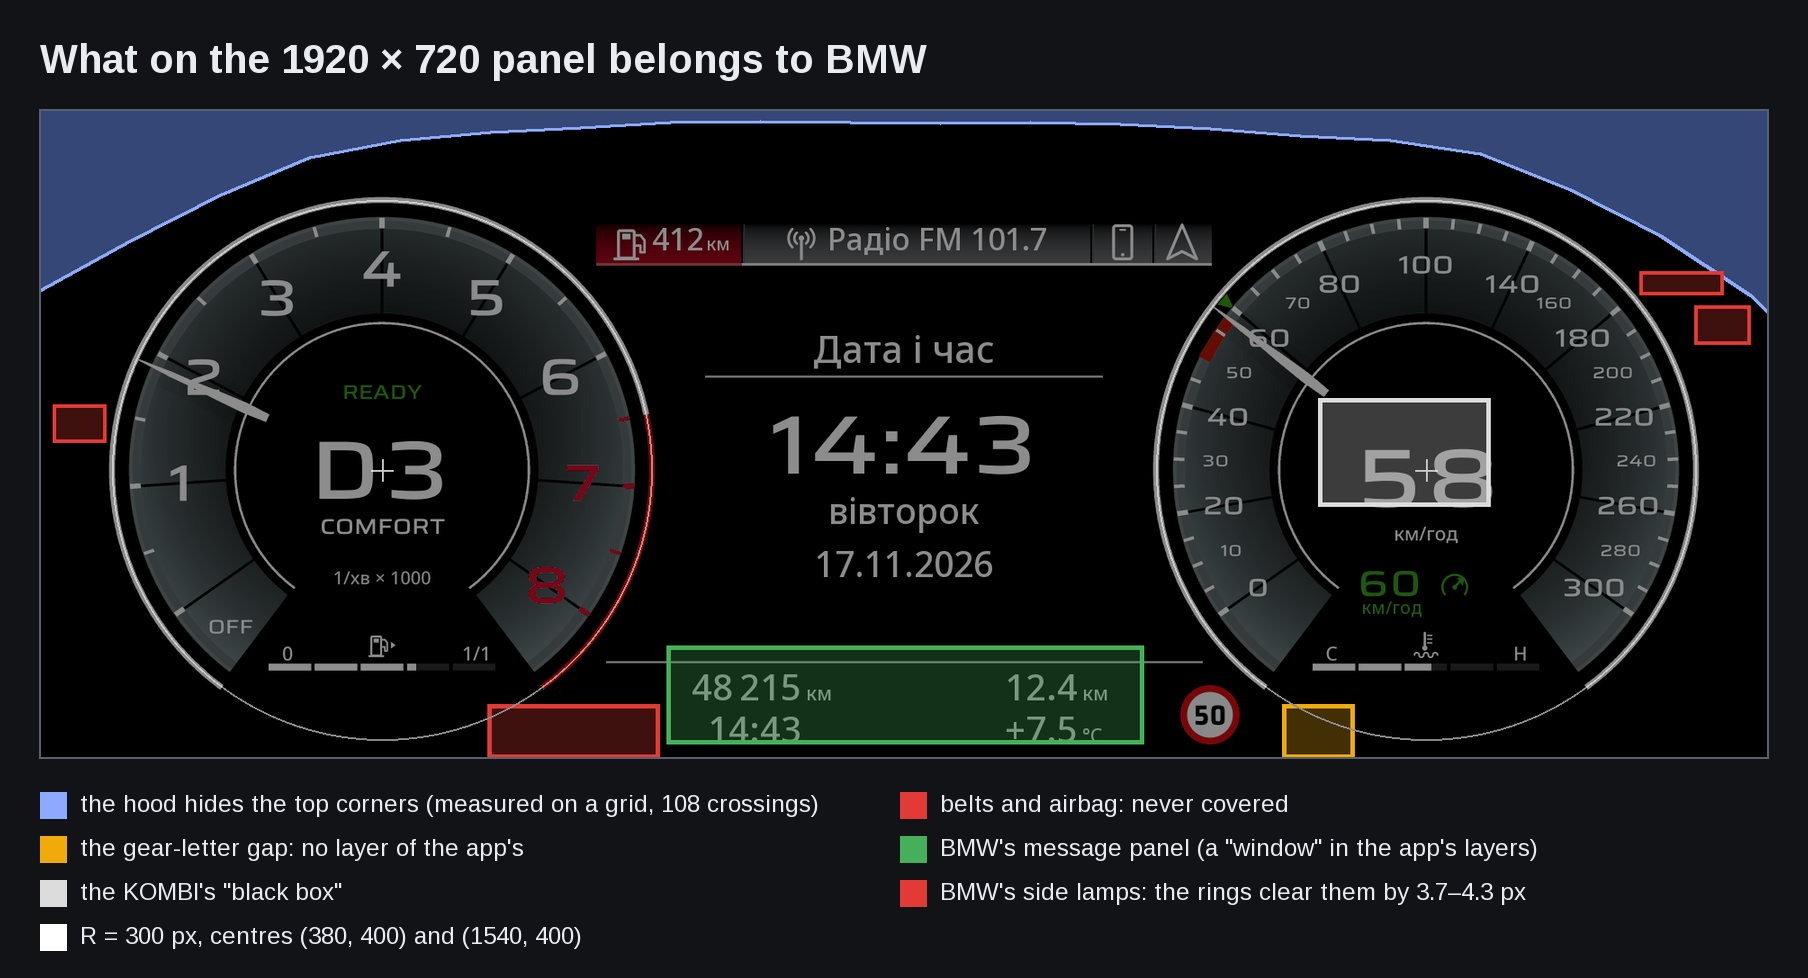 What on the 1920 × 720 panel belongs to BMW
412 км Радіо FM 101.7
1 2 3 4 5 6 7 8
OFF
READY
D3
COMFORT
1/хв × 1000
0 1/1
Дата і час
14:43
вівторок
17.11.2026
48 215 км 12.4 км
14:43 +7.5 °C
50
0 10 20 30 40 50 60 70 80 100 140 160 180 200 220 240 260 280 300
58
км/год
60
км/год
C H
the hood hides the top corners (measured on a grid, 108 crossings)
belts and airbag: never covered
the gear-letter gap: no layer of the app's
BMW's message panel (a "window" in the app's layers)
the KOMBI's "black box"
BMW's side lamps: the rings clear them by 3.7–4.3 px
R = 300 px, centres (380, 400) and (1540, 400)